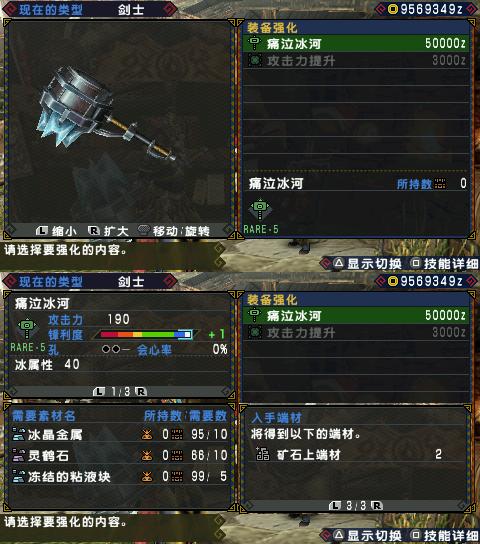 现在的类型 剑士
9569349z
装备强化
痛泣冰河 50000z
攻击力提升 3000z
痛泣冰河 所持数 0
RARE-5
L 缩小 R 扩大 移动/旋转
请选择要强化的内容。
△显示切换 □技能详细
现在的类型 剑士
9569349z
痛泣冰河
攻击力 190
锋利度 +1
RARE-5 孔 ○○— 会心率 0%
冰属性 40
L 1/3 R
装备强化
痛泣冰河 50000z
攻击力提升 3000z
需要素材名 所持数/需要数
冰晶金属 0 95/10
灵鹤石 0 66/10
冻结的粘液块 0 99/ 5
入手端材
将得到以下的端材。
矿石上端材 2
L 3/3 R
请选择要强化的内容。
△显示切换 □技能详细